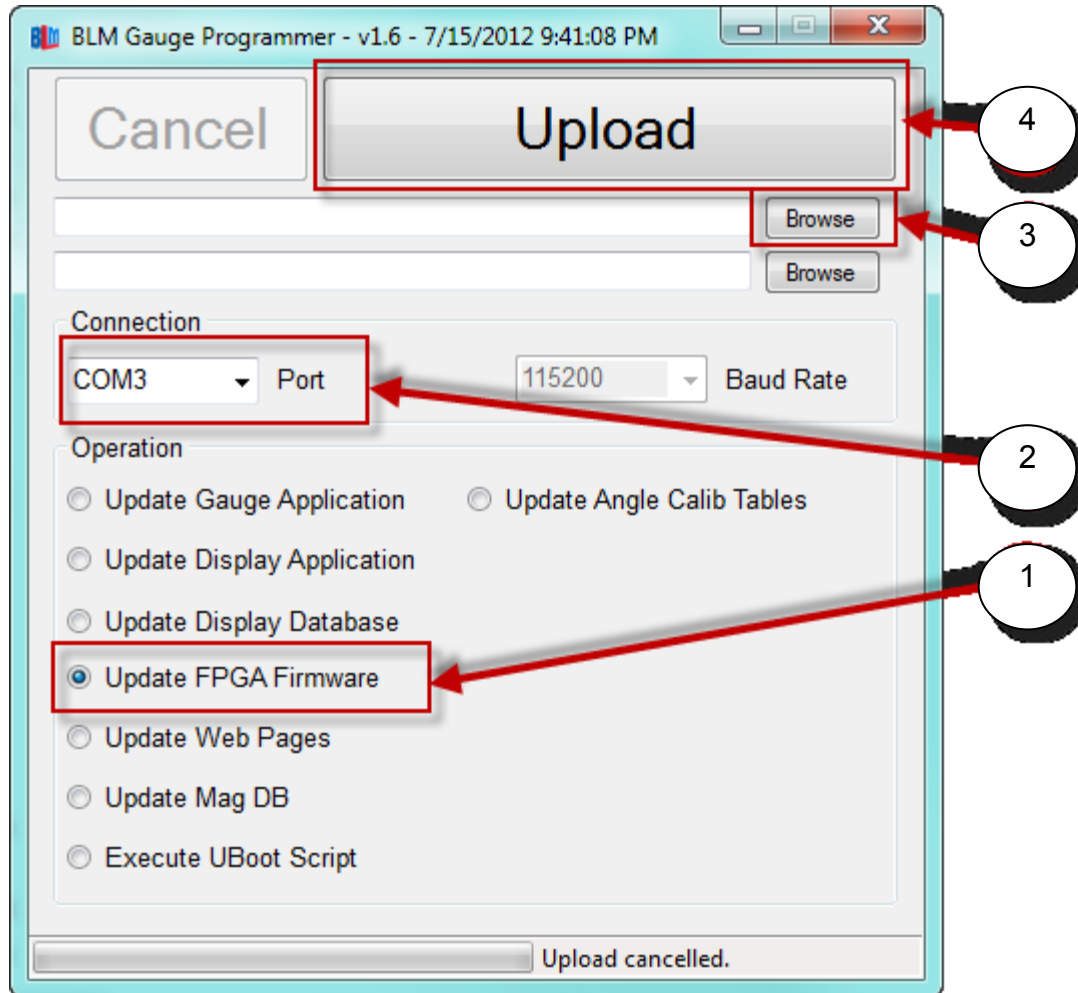 BLM BLM Gauge Programmer - v1.6 - 7/15/2012 9:41:08 PM
Cancel Upload
4
Browse
3
Browse
Connection
COM3 Port 115200 Baud Rate
2
Operation
Update Gauge Application Update Angle Calib Tables
Update Display Application
1
Update Display Database
Update FPGA Firmware
Update Web Pages
Update Mag DB
Execute UBoot Script
Upload cancelled.